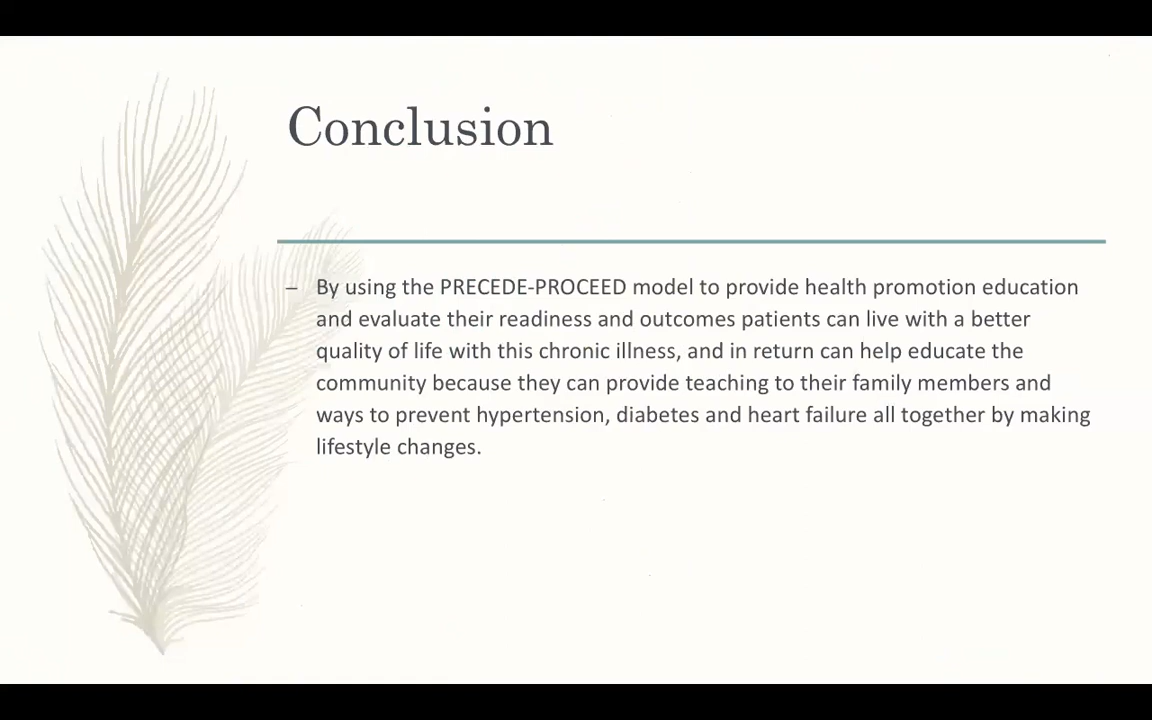 Conclusion
– By using the PRECEDE-PROCEED model to provide health promotion education
and evaluate their readiness and outcomes patients can live with a better
quality of life with this chronic illness, and in return can help educate the
community because they can provide teaching to their family members and
ways to prevent hypertension, diabetes and heart failure all together by making
lifestyle changes.